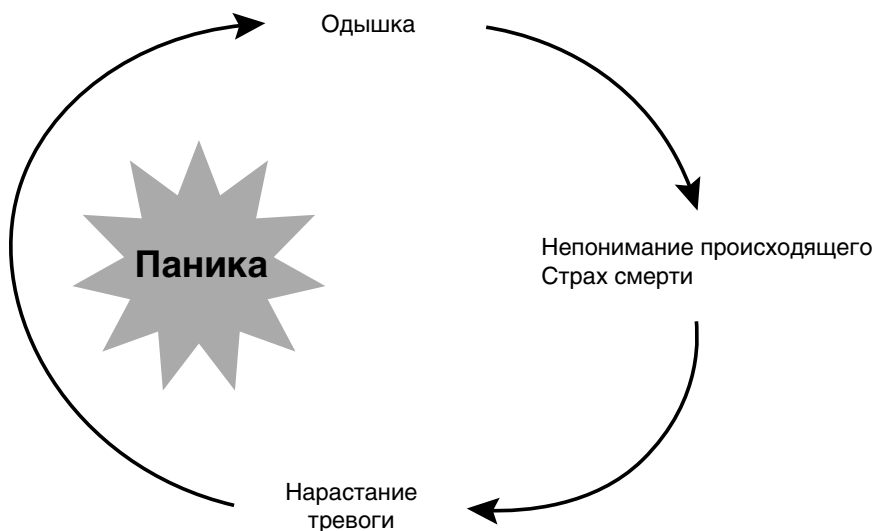 Одышка
Паника
Непонимание происходящего
Страх смерти
Нарастание
тревоги